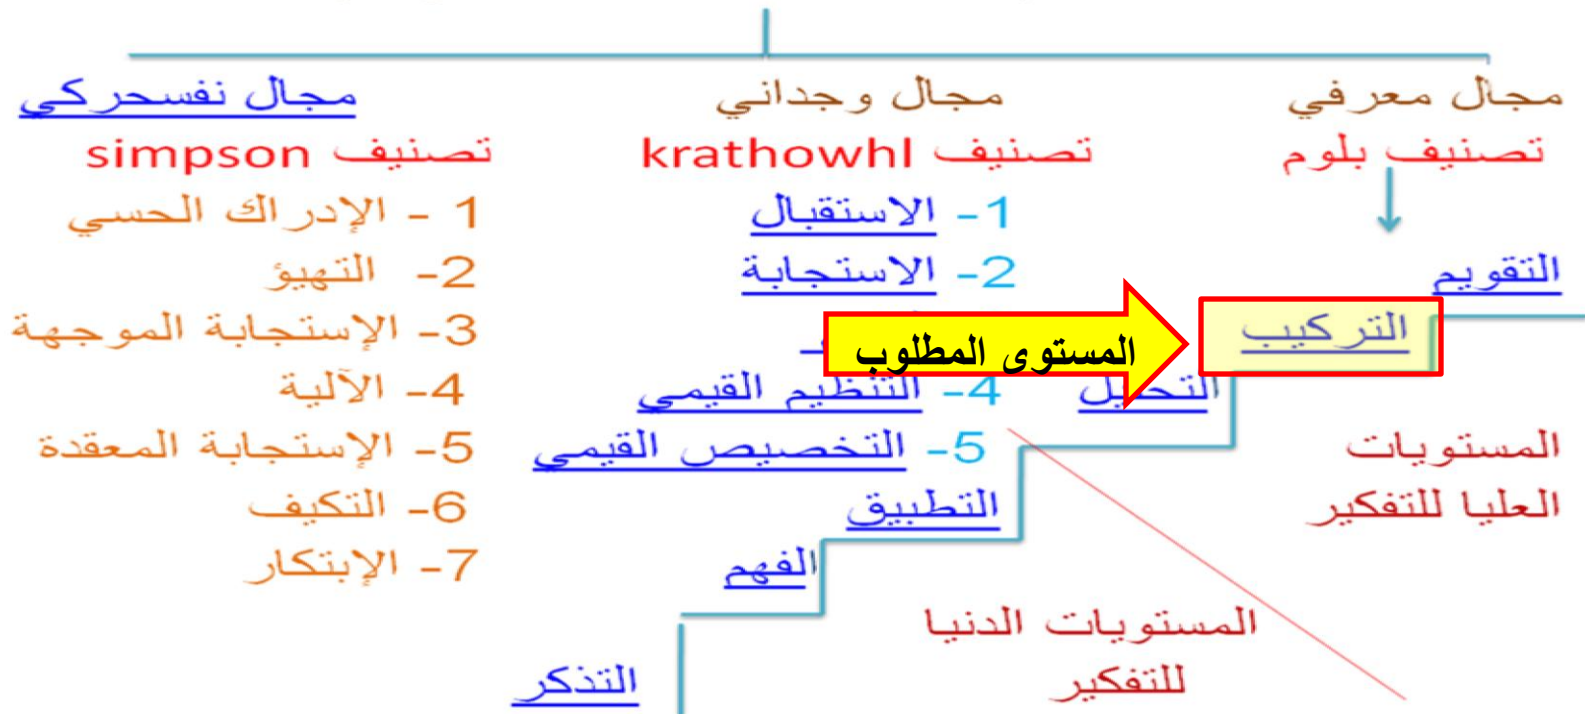 مجال معرفي
تصنيف بلوم
التقويم
التركيب
التحليل
التطبيق
الفهم
التذكر
المستويات
العليا للتفكير
المستويات الدنيا
للتفكير
المستوى المطلوب
مجال وجداني
تصنيف krathowhl
1- الاستقبال
2- الاستجابة
4- التنظيم القيمي
5- التخصيص القيمي
مجال نفسحركي
تصنيف simpson
1 - الإدراك الحسي
2- التهيؤ
3- الإستجابة الموجهة
4- الآلية
5- الإستجابة المعقدة
6- التكيف
7- الإبتكار